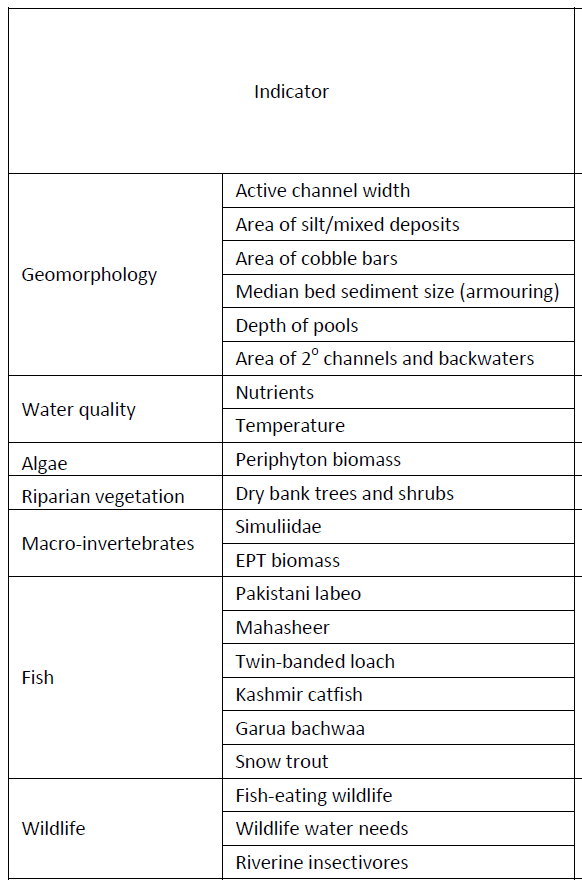 Indicator
Geomorphology
Active channel width
Area of silt/mixed deposits
Area of cobble bars
Median bed sediment size (armouring)
Depth of pools
Area of 2o channels and backwaters
Water quality
Nutrients
Temperature
Algae
Periphyton biomass
Riparian vegetation
Dry bank trees and shrubs
Macro-invertebrates
Simuliidae
EPT biomass
Fish
Pakistani labeo
Mahasheer
Twin-banded loach
Kashmir catfish
Garua bachwaa
Snow trout
Wildlife
Fish-eating wildlife
Wildlife water needs
Riverine insectivores